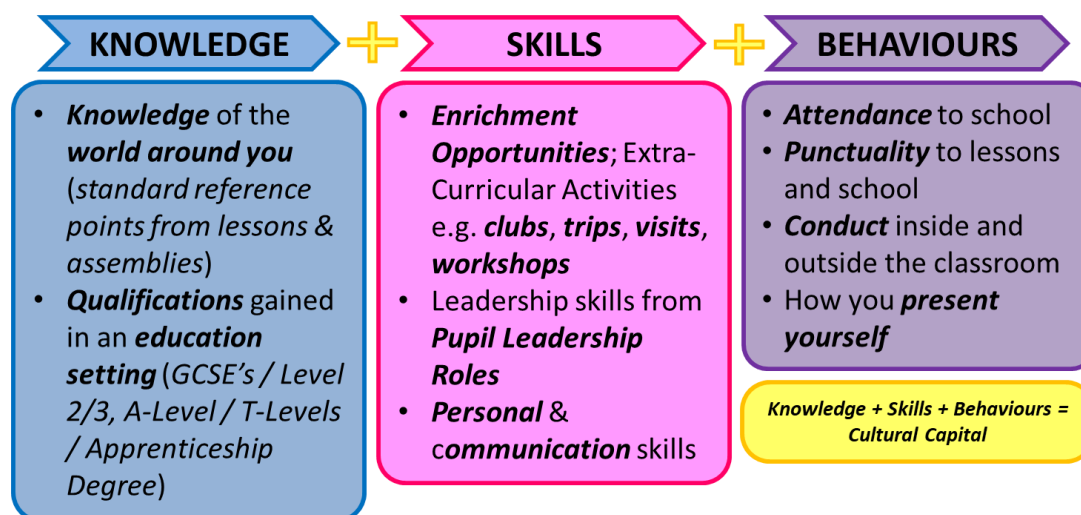 KNOWLEDGE
• Knowledge of the
world around you
(standard reference
points from lessons &
assemblies)
• Qualifications gained
in an education
setting (GCSE's / Level
2/3, A-Level / T-Levels
/ Apprenticeship
Degree)
+
SKILLS
• Enrichment
Opportunities; Extra-
Curricular Activities
e.g. clubs, trips, visits,
workshops
• Leadership skills from
Pupil Leadership
Roles
• Personal &
communication skills
+
BEHAVIOURS
• Attendance to school
• Punctuality to lessons
and school
• Conduct inside and
outside the classroom
• How you present
yourself
Knowledge + Skills + Behaviours =
Cultural Capital